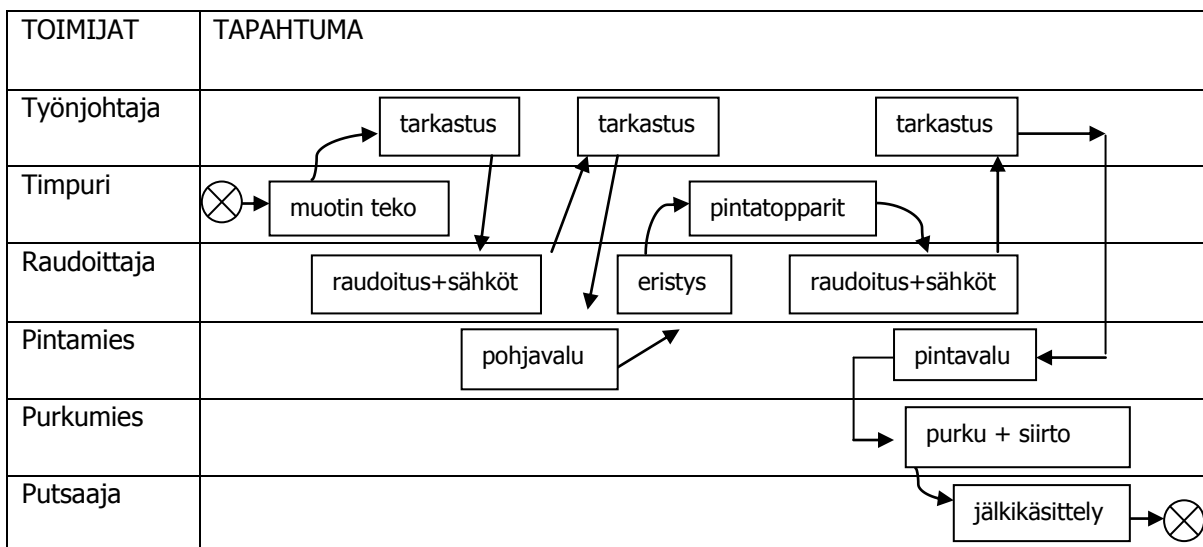 TOIMIJAT TAPAHTUMA
Työnjohtaja tarkastus tarkastus tarkastus
Timpuri muotin teko pintatopparit
Raudoittaja raudoitus+sähköt eristys raudoitus+sähköt
Pintamies pohjavalu pintavalu
Purkumies purku + siirto
Putsaaja jälkikäsittely